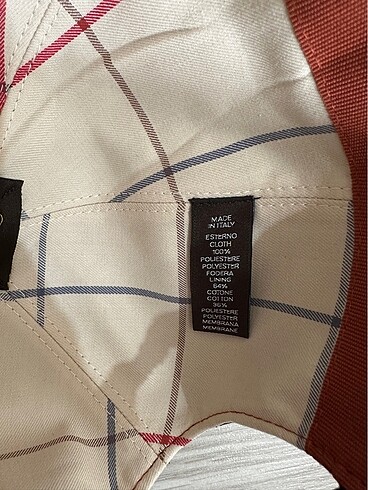 MADE
IN ITALY
ESTERNO
CLOTH
100%
POLIESTERE
POLYESTER
FODERA
LINING
64%
COTONE
COTTON
36%
POLIESTERE
POLYESTER
MEMBRANA
MEMBRANE